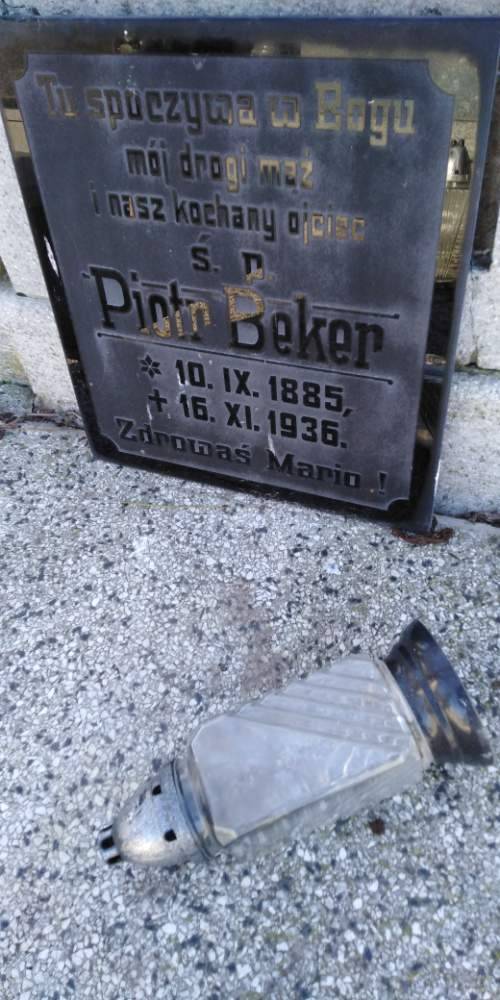 Tu spoczywa w Bogu
mój drogi mąż
i nasz kochany ojciec
Ś. p.
Piotr Beker
* 10. IX. 1885,
+ 16. XI. 1936.
Zdrowaś Mario !